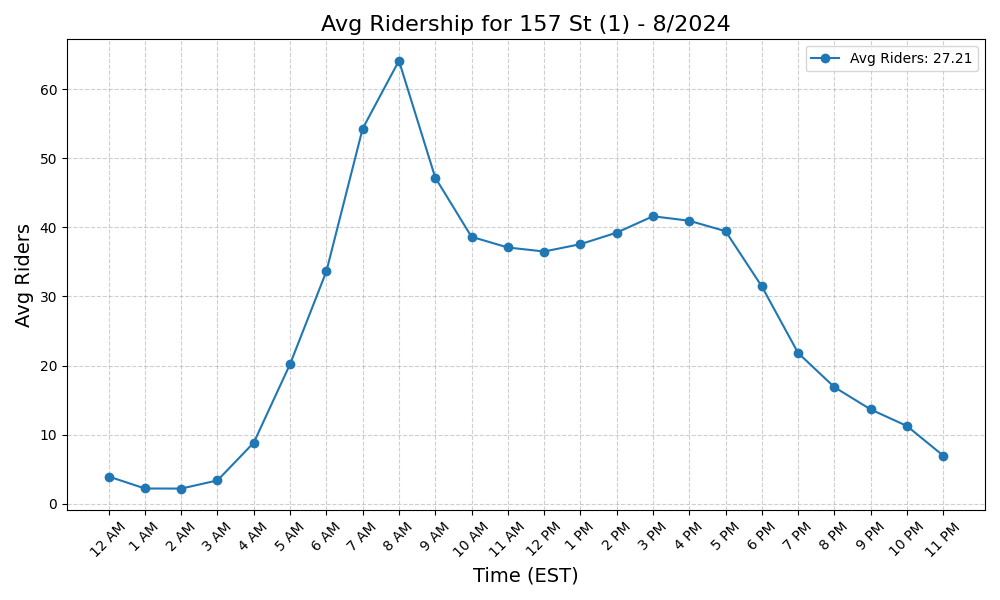 Avg Ridership for 157 St (1) - 8/2024
Avg Riders: 27.21
Avg Riders
60
50
40
30
20
10
0
12 AM
1 AM
2 AM
3 AM
4 AM
5 AM
6 AM
7 AM
8 AM
9 AM
10 AM
11 AM
12 PM
1 PM
2 PM
3 PM
4 PM
5 PM
6 PM
7 PM
8 PM
9 PM
10 PM
11 PM
Time (EST)